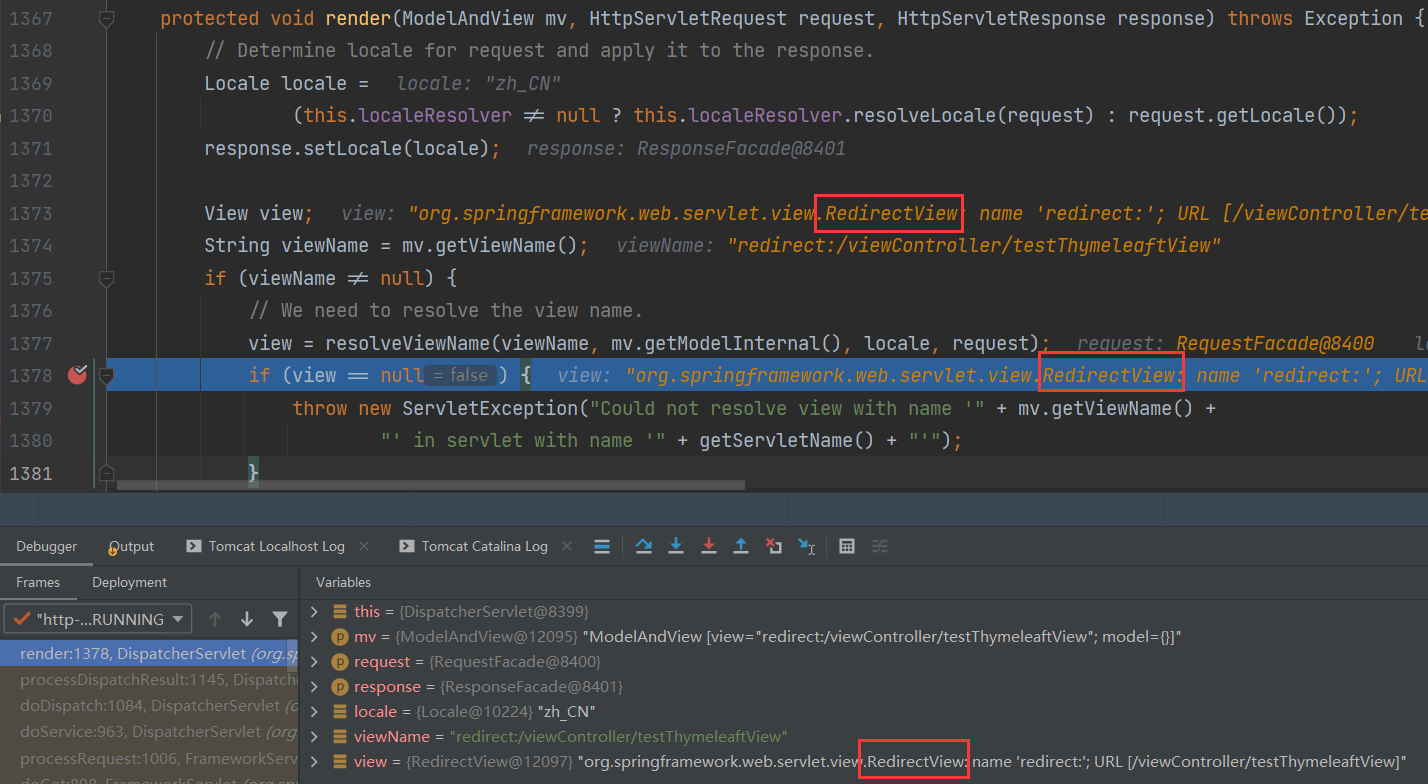 1367 protected void render(ModelAndView mv, HttpServletRequest request, HttpServletResponse response) throws Exception {
1368 // Determine locale for request and apply it to the response.
1369 Locale locale = locale: "zh_CN"
1370 (this.localeResolver ≠ null ? this.localeResolver.resolveLocale(request) : request.getLocale());
1371 response.setLocale(locale); response: ResponseFacade@8401
1372
1373 View view; view: "org.springframework.web.servlet.view.RedirectView: name 'redirect:'; URL [/viewController/te
1374 String viewName = mv.getViewName(); viewName: "redirect:/viewController/testThymeleaftView"
1375 if (viewName ≠ null) {
1376 // We need to resolve the view name.
1377 view = resolveViewName(viewName, mv.getModelInternal(), locale, request); request: RequestFacade@8400 lo
1378 if (view == null = false ) { view: "org.springframework.web.servlet.view.RedirectView: name 'redirect:'; URL
1379 throw new ServletException("Could not resolve view with name '" + mv.getViewName() +
1380 "' in servlet with name '" + getServletName() + "'");
1381 }
Debugger Output Tomcat Localhost Log Tomcat Catalina Log
Frames Deployment Variables
"http-...RUNNING
render:1378, DispatcherServlet (org.sp
processDispatchResult:1145, Dispatche
doDispatch:1084, DispatcherServlet (o
doService:963, DispatcherServlet (org.
processRequest:1006, FrameworkServ
doGet:898, FrameworkServlet (org.sp
this = {DispatcherServlet@8399}
mv = {ModelAndView@12095} "ModelAndView [view="redirect:/viewController/testThymeleaftView"; model={}]"
request = {RequestFacade@8400}
response = {ResponseFacade@8401}
locale = {Locale@10224} "zh_CN"
viewName = "redirect:/viewController/testThymeleaftView"
view = {RedirectView@12097} "org.springframework.web.servlet.view.RedirectView: name 'redirect:'; URL [/viewController/testThymeleaftView]"